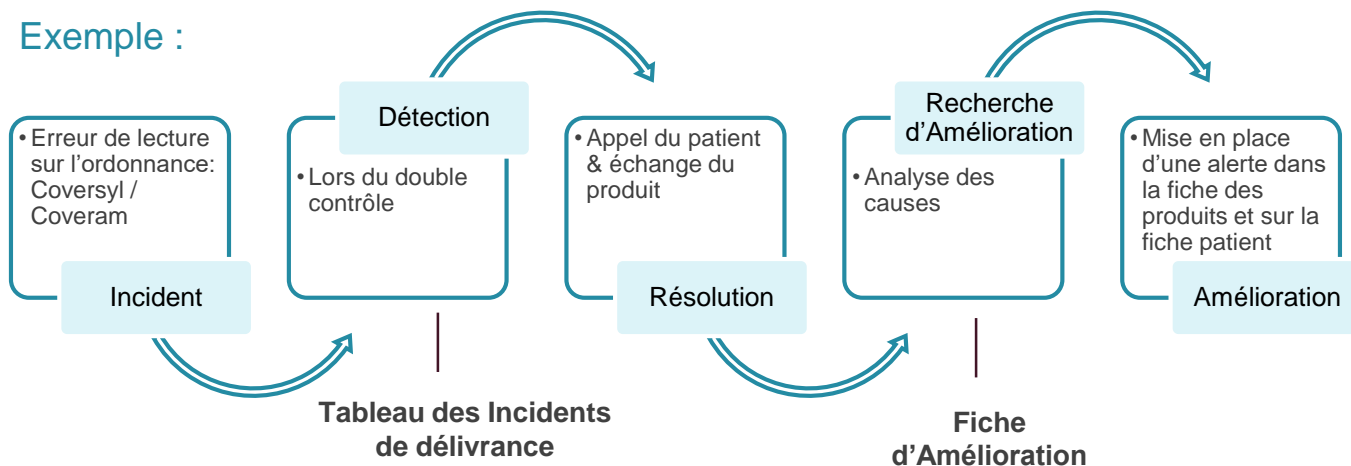 Exemple :
• Erreur de lecture
sur l'ordonnance:
Coversyl /
Coveram
Incident
Détection
• Lors du double
contrôle
Tableau des Incidents
de délivrance
• Appel du patient
& échange du
produit
Résolution
Recherche
d'Amélioration
• Analyse des
causes
Fiche
d'Amélioration
• Mise en place
d'une alerte dans
la fiche des
produits et sur la
fiche patient
Amélioration